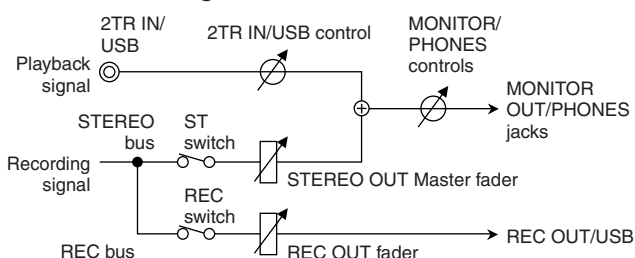 2TR IN/
USB
2TR IN/USB control
MONITOR/
PHONES
controls
Playback
signal
MONITOR
OUT/PHONES
jacks
STEREO
bus
ST
switch
Recording
signal
STEREO OUT Master fader
REC
switch
REC OUT/USB
REC bus
REC OUT fader